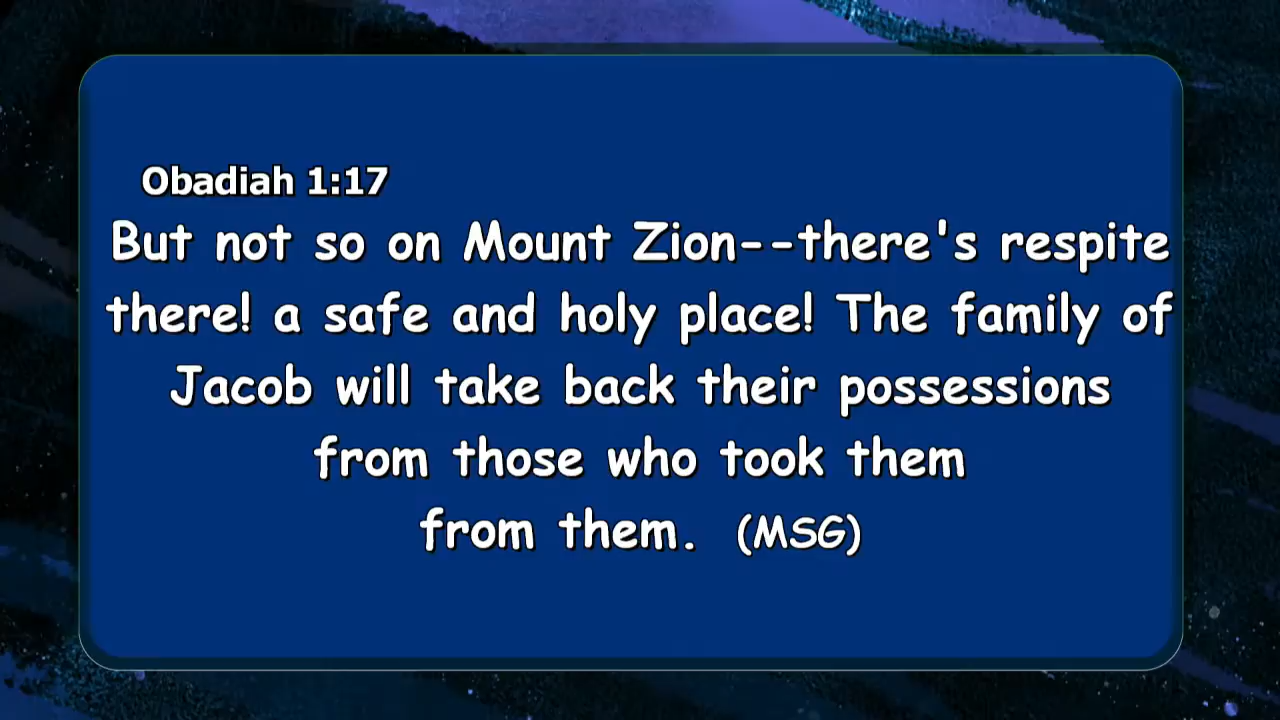 Obadiah 1:17
But not so on Mount Zion--there's respite
there! a safe and holy place! The family of
Jacob will take back their possessions
from those who took them
from them. (MSG)